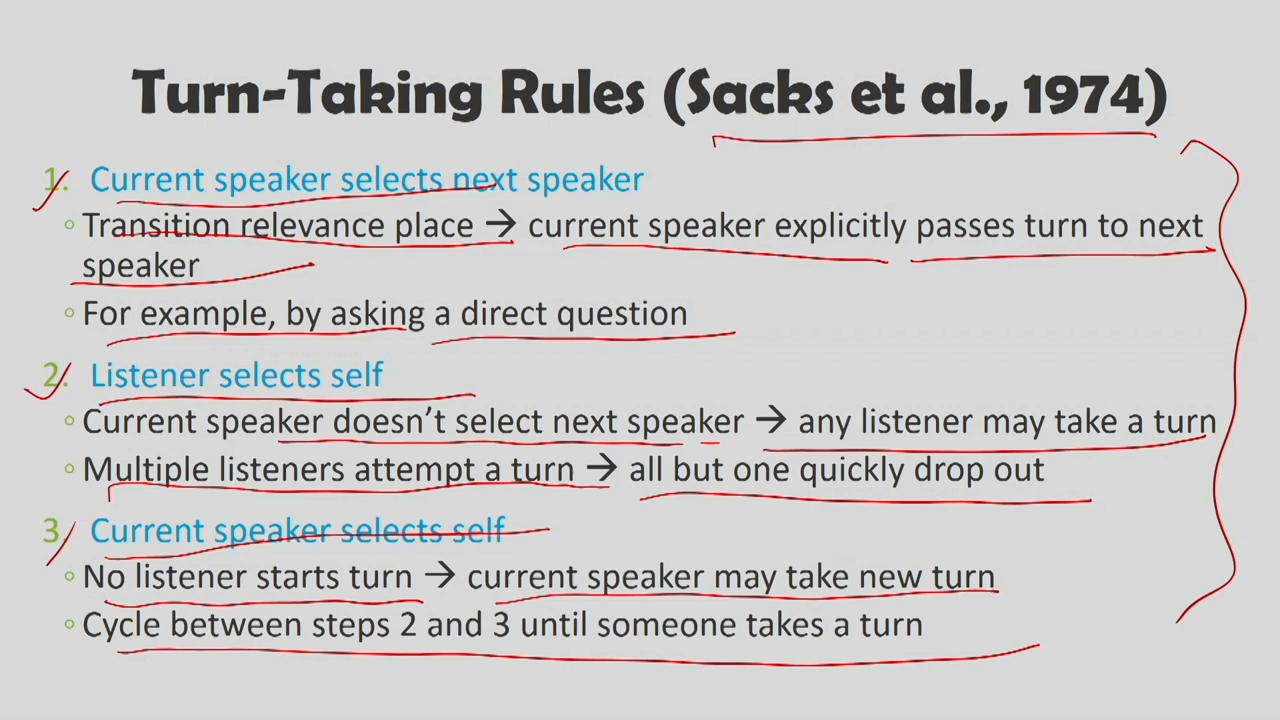 Turn-Taking Rules (Sacks et al., 1974)
1. Current speaker selects next speaker
◦ Transition relevance place → current speaker explicitly passes turn to next
speaker
◦ For example, by asking a direct question
2. Listener selects self
◦ Current speaker doesn’t select next speaker → any listener may take a turn
◦ Multiple listeners attempt a turn → all but one quickly drop out
3. Current speaker selects self
◦ No listener starts turn → current speaker may take new turn
◦ Cycle between steps 2 and 3 until someone takes a turn